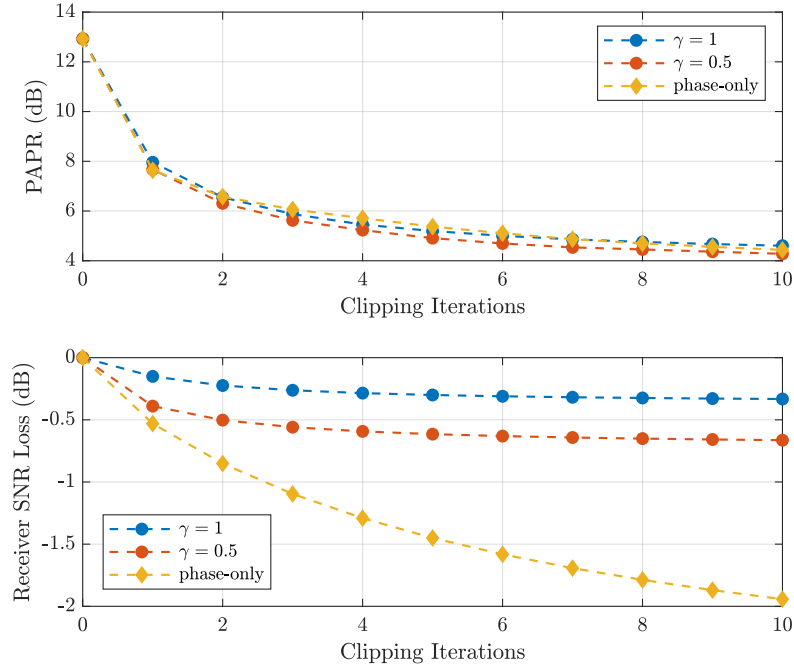 14
12
10
8
6
4
PAPR (dB)
γ = 1
γ = 0.5
phase-only
0 2 4 6 8 10
Clipping Iterations
0
-0.5
-1
-1.5
-2
Receiver SNR Loss (dB)
γ = 1
γ = 0.5
phase-only
0 2 4 6 8 10
Clipping Iterations